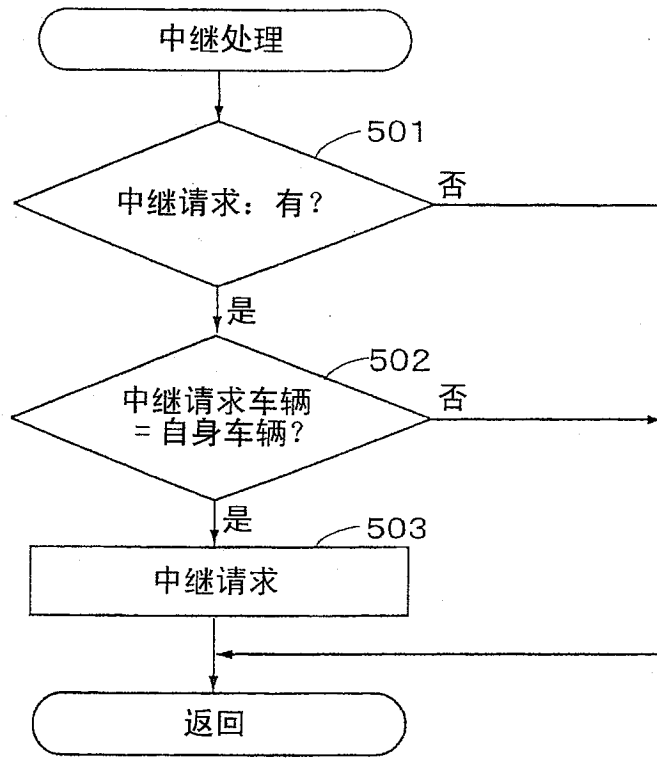 中继处理
501
中继请求：有？
否
是
502
中继请求车辆
=自身车辆？
否
是
503
中继请求
返回